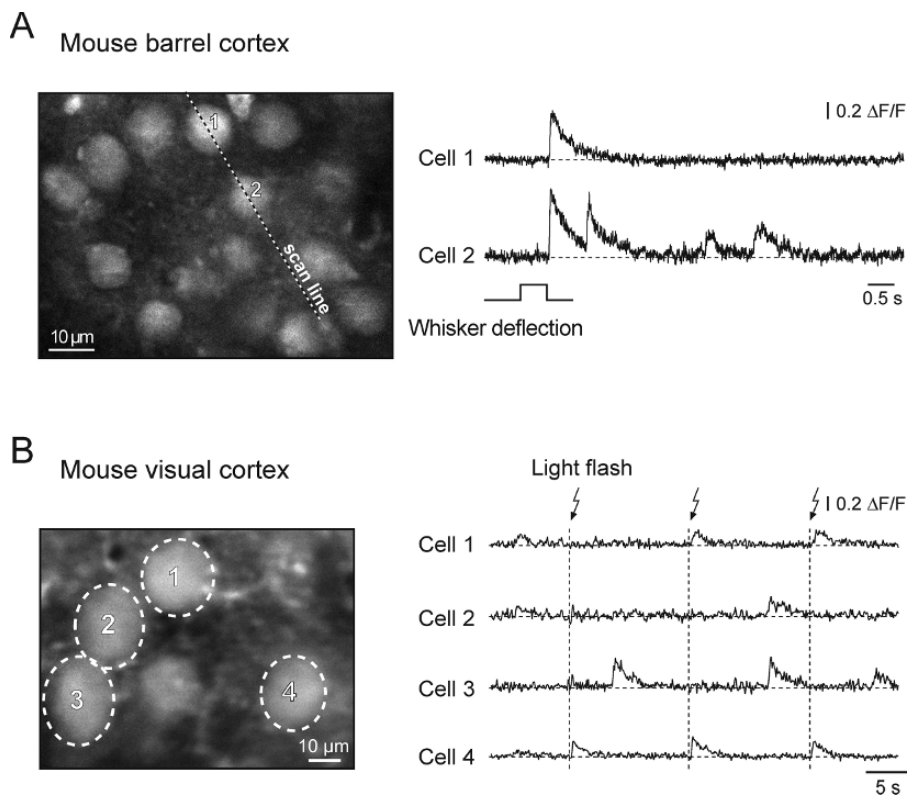 A
Mouse barrel cortex
1
2
scan line
10 µm
0.2 ΔF/F
Cell 1
Cell 2
0.5 s
Whisker deflection
B
Mouse visual cortex
1
2
3
4
10 µm
Light flash
0.2 ΔF/F
Cell 1
Cell 2
Cell 3
Cell 4
5 s